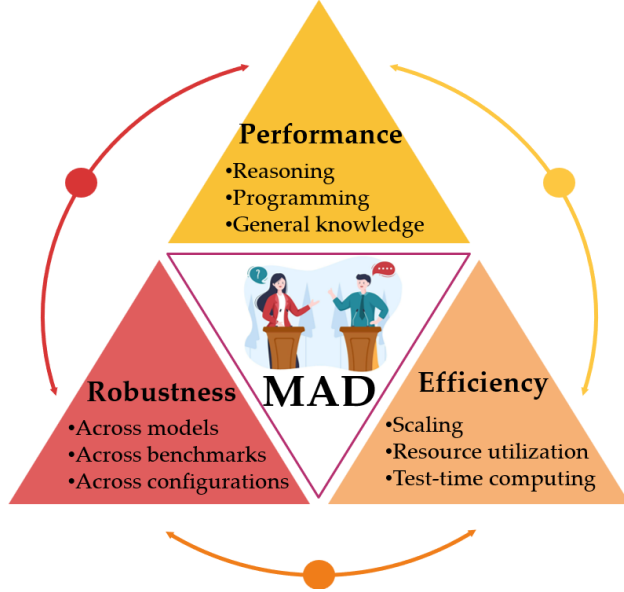 Performance
•Reasoning
•Programming
•General knowledge
?
MAD
Robustness
•Across models
•Across benchmarks
•Across configurations
Efficiency
•Scaling
•Resource utilization
•Test-time computing